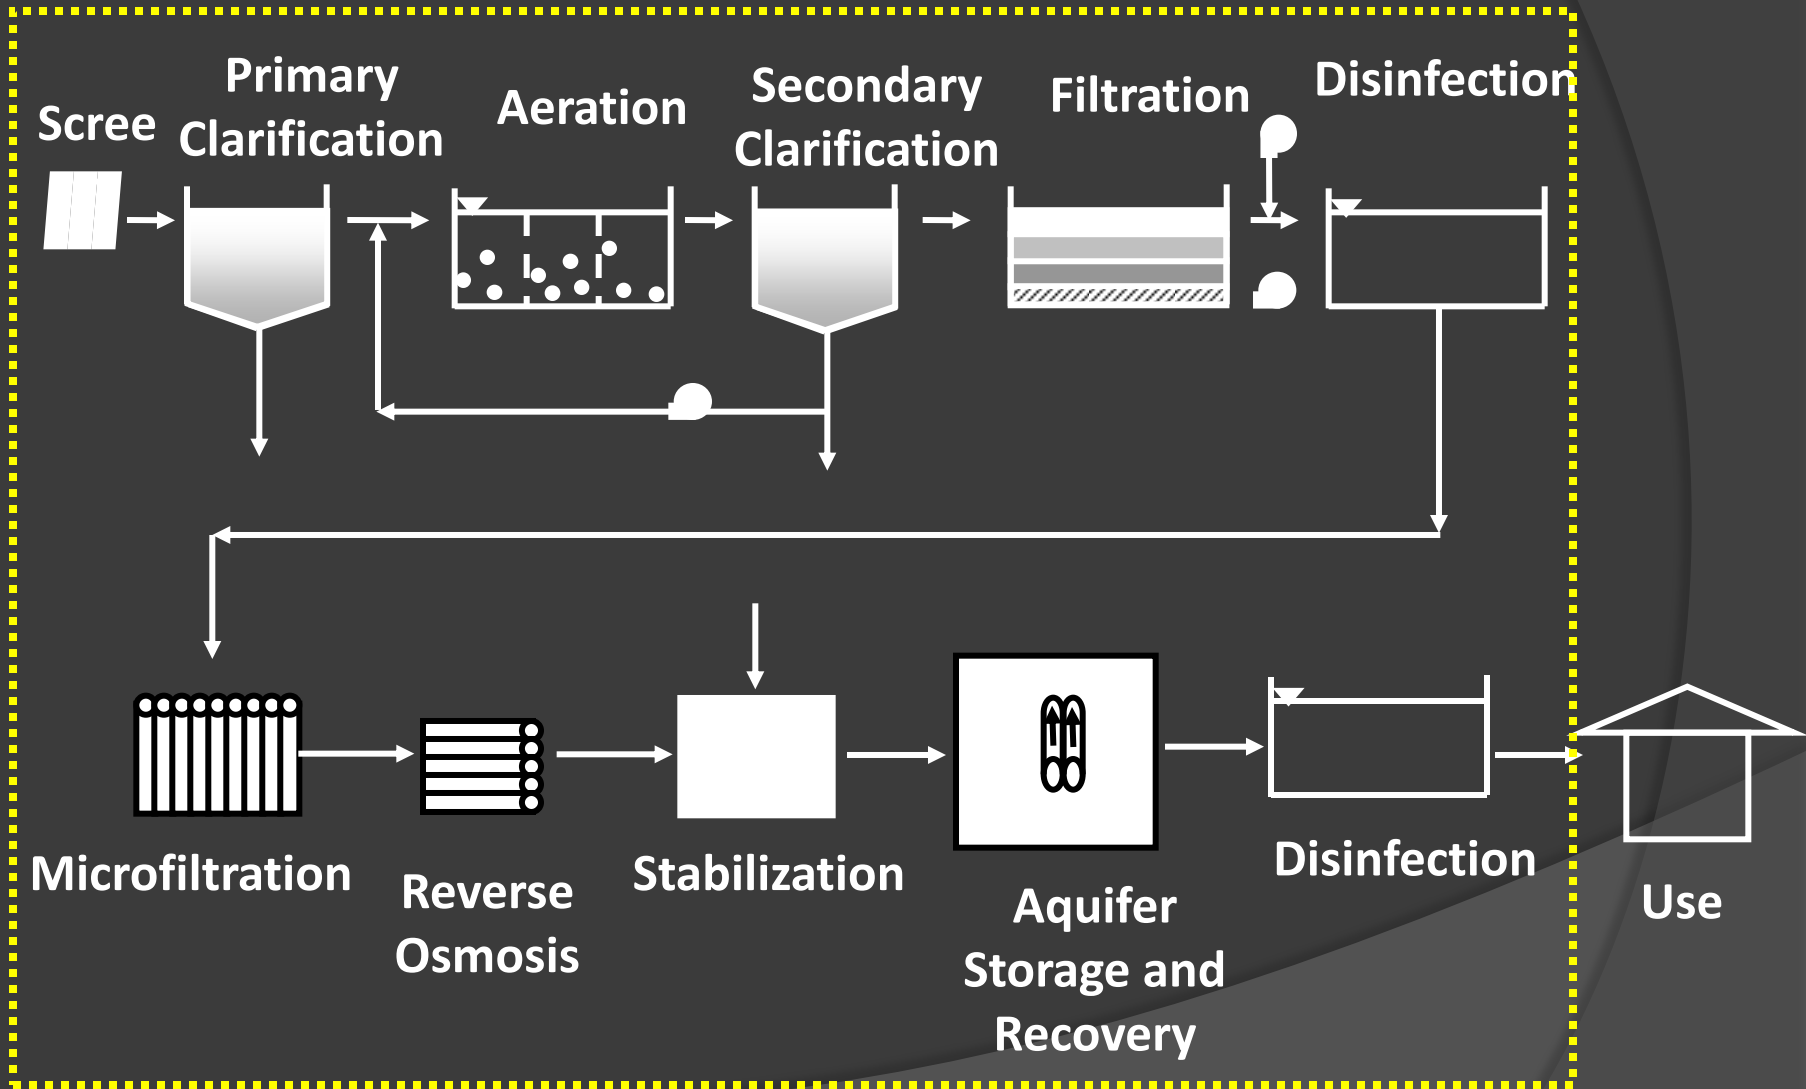 Scree
Primary
Clarification
Aeration
Secondary
Clarification
Filtration
Disinfection
Microfiltration
Reverse
Osmosis
Stabilization
Aquifer
Storage and
Recovery
Disinfection
Use